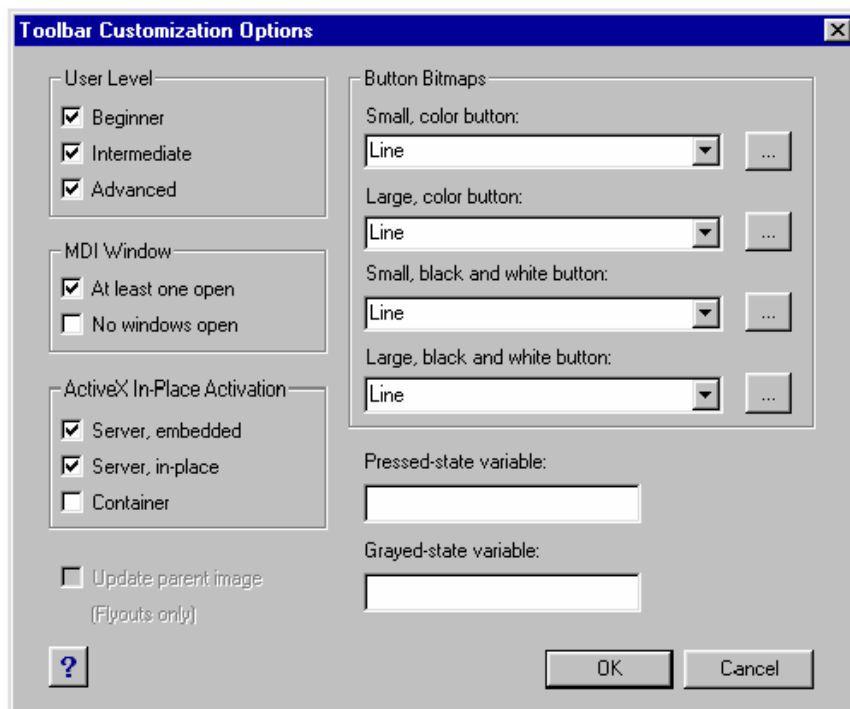 Toolbar Customization Options
User Level
Beginner
Intermediate
Advanced
MDI Window
At least one open
No windows open
ActiveX In-Place Activation
Server, embedded
Server, in-place
Container
Update parent image
(Flyouts only)
?
Button Bitmaps
Small, color button:
Line
...
Large, color button:
Line
...
Small, black and white button:
Line
...
Large, black and white button:
Line
...
Pressed-state variable:
Grayed-state variable:
OK
Cancel